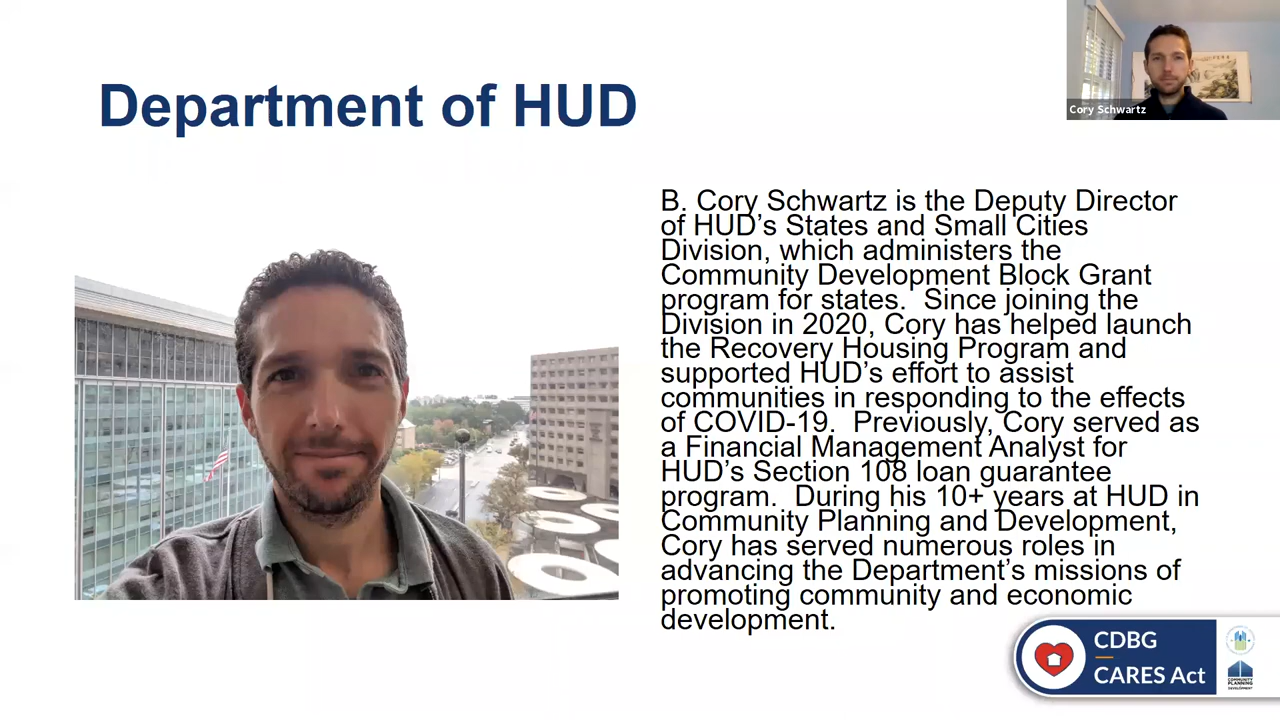 Department of HUD
Cory Schwartz
B. Cory Schwartz is the Deputy Director
of HUD’s States and Small Cities
Division, which administers the
Community Development Block Grant
program for states.  Since joining the
Division in 2020, Cory has helped launch
the Recovery Housing Program and
supported HUD’s effort to assist
communities in responding to the effects
of COVID-19.  Previously, Cory served as
a Financial Management Analyst for
HUD’s Section 108 loan guarantee
program.  During his 10+ years at HUD in
Community Planning and Development,
Cory has served numerous roles in
advancing the Department’s missions of
promoting community and economic
development.
CDBG
CARES Act
COMMUNITY
PLANNING
DEVELOPMENT